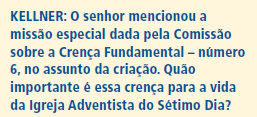 KELLNER: O senhor mencionou a
missão especial dada pela Comissão
sobre a Crença Fundamental – número
6, no assunto da criação. Quão
importante é essa crença para a vida
da Igreja Adventista do Sétimo Dia?